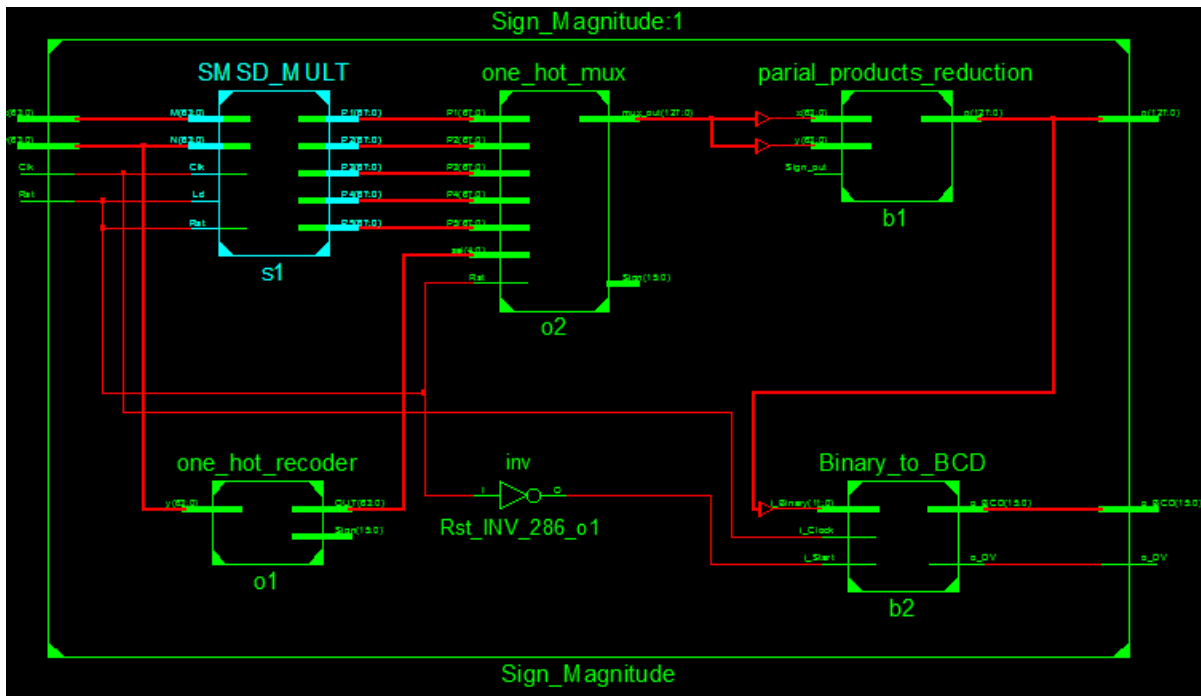 Sign_Magnitude:1
SMSD_MULT
one_hot_mux
parial_products_reduction
M(63:0)
P1(67:0)
P1(67:0)
mux_out(127:0)
x(63:0)
p(127:0)
p(127:0)
N(63:0)
P2(67:0)
P2(67:0)
y(63:0)
Clk
Clk
P3(67:0)
P3(67:0)
Sign_out
Rst
Ld
P4(67:0)
P4(67:0)
Rst
P5(67:0)
P5(67:0)
b1
sel(4:0)
s1
Rst
Sign(15:0)
o2
one_hot_recoder
inv
Binary_to_BCD
y(63:0)
OUT(63:0)
I
O
i_Binary(11:0)
o_BCD(15:0)
o_BCD(15:0)
Sign(15:0)
Rst_INV_286_o1
i_Clock
i_Start
o_DV
o_DV
o1
b2
Sign_Magnitude